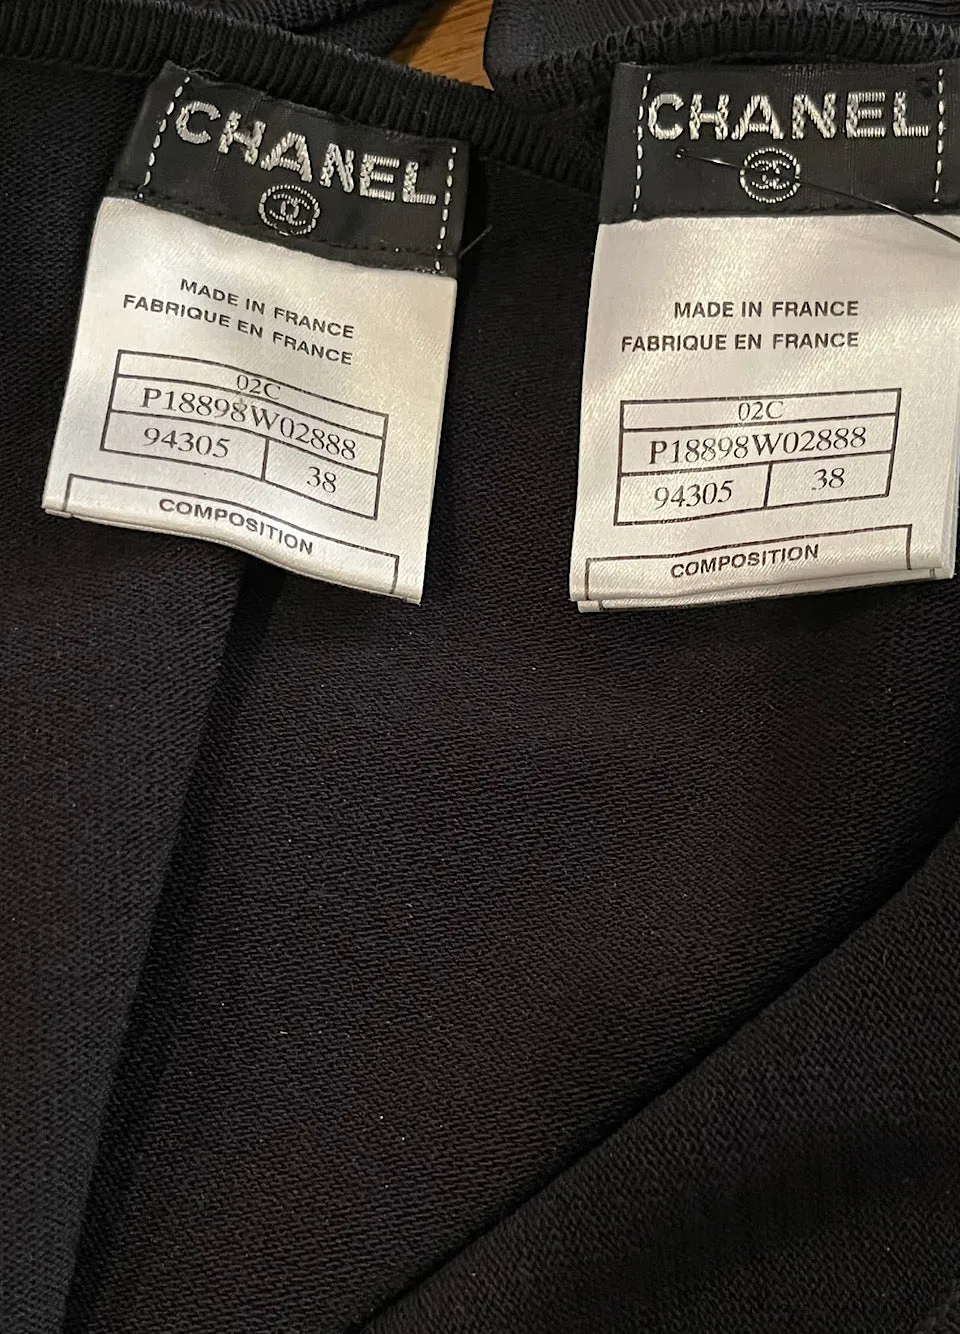 CHANEL
MADE IN FRANCE
FABRIQUE EN FRANCE
02C
P18898W02888
94305 38
COMPOSITION
CHANEL
MADE IN FRANCE
FABRIQUE EN FRANCE
02C
P18898W02888
94305 38
COMPOSITION